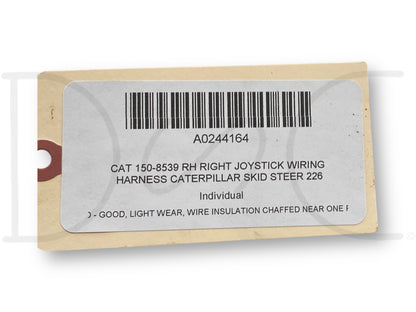 A0244164
CAT 150-8539 RH RIGHT JOYSTICK WIRING
HARNESS CATERPILLAR SKID STEER 226
Individual
- GOOD, LIGHT WEAR, WIRE INSULATION CHAFFED NEAR ONE